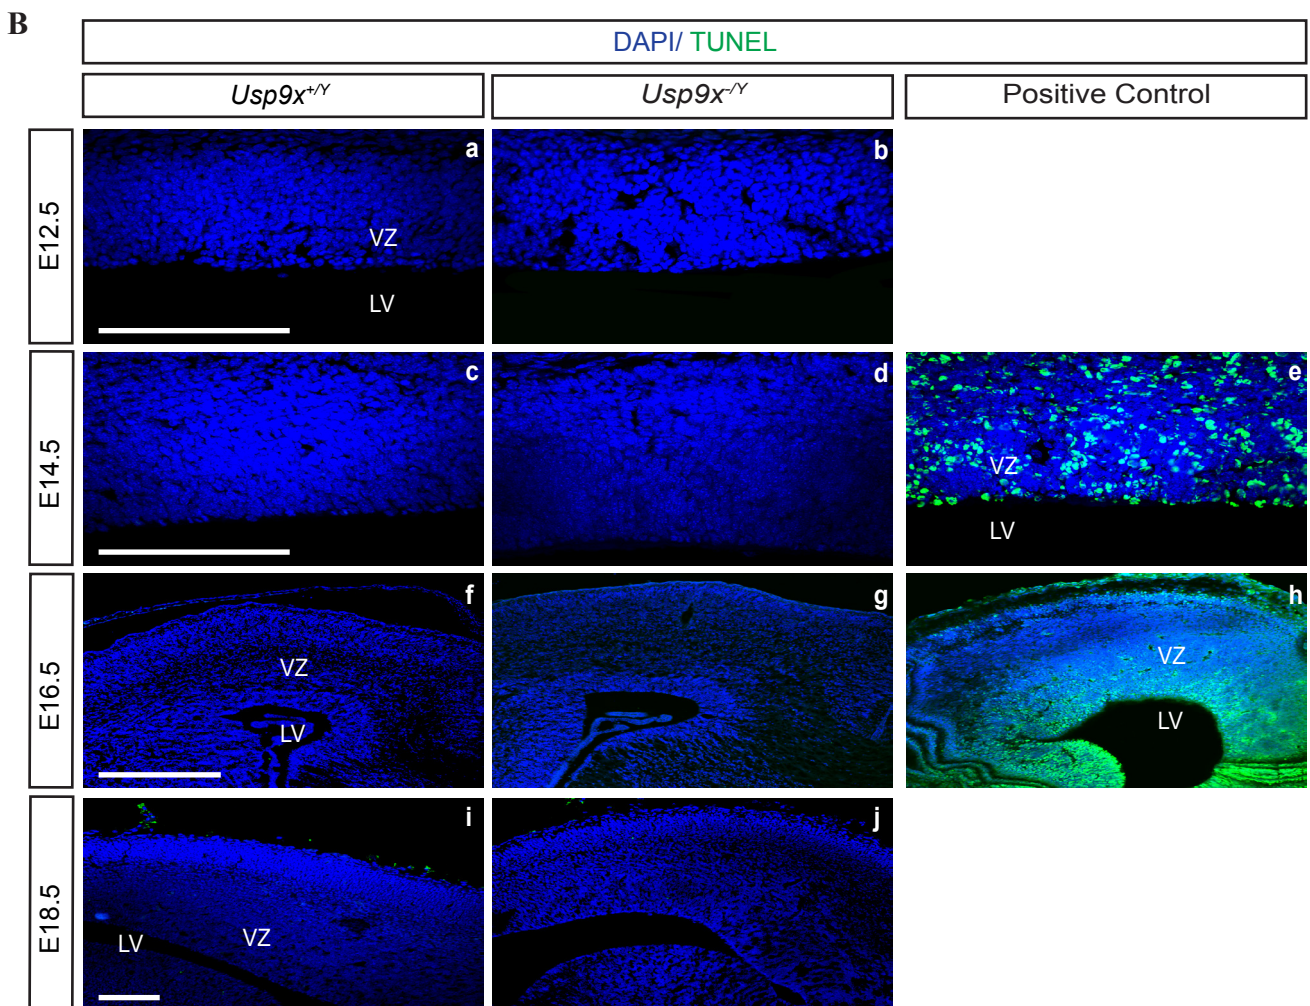 B
DAPI/ TUNEL
Usp9x+/Y
Usp9x-/Y
Positive Control
E12.5
a
VZ
LV
b
E14.5
c
d
e
VZ
LV
E16.5
f
VZ
LV
g
h
VZ
LV
E18.5
i
LV
VZ
j